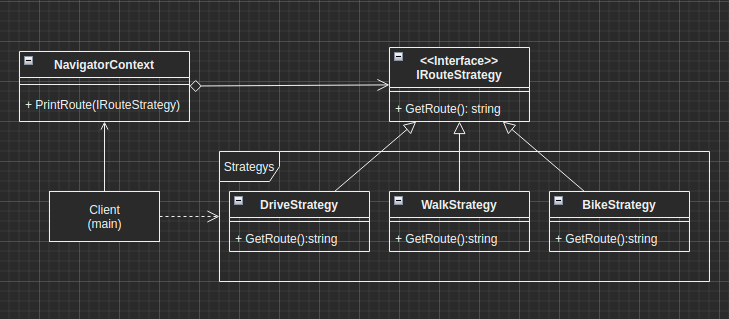 NavigatorContext
+ PrintRoute(IRouteStrategy)
<<Interface>>
IRouteStrategy
+ GetRoute(): string
Strategys
Client
(main)
DriveStrategy
+ GetRoute():string
WalkStrategy
+ GetRoute():string
BikeStrategy
+ GetRoute():string